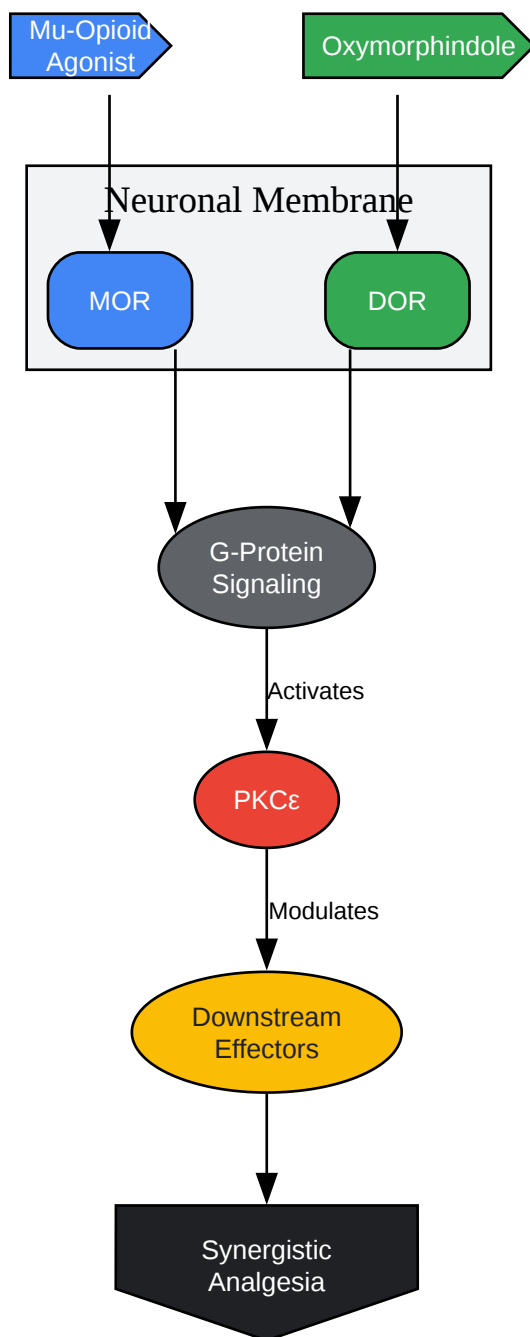 Mu-Opioid
Agonist
Oxymorphindole
Neuronal Membrane
MOR
DOR
G-Protein
Signaling
Activates
PKCε
Modulates
Downstream
Effectors
Synergistic
Analgesia